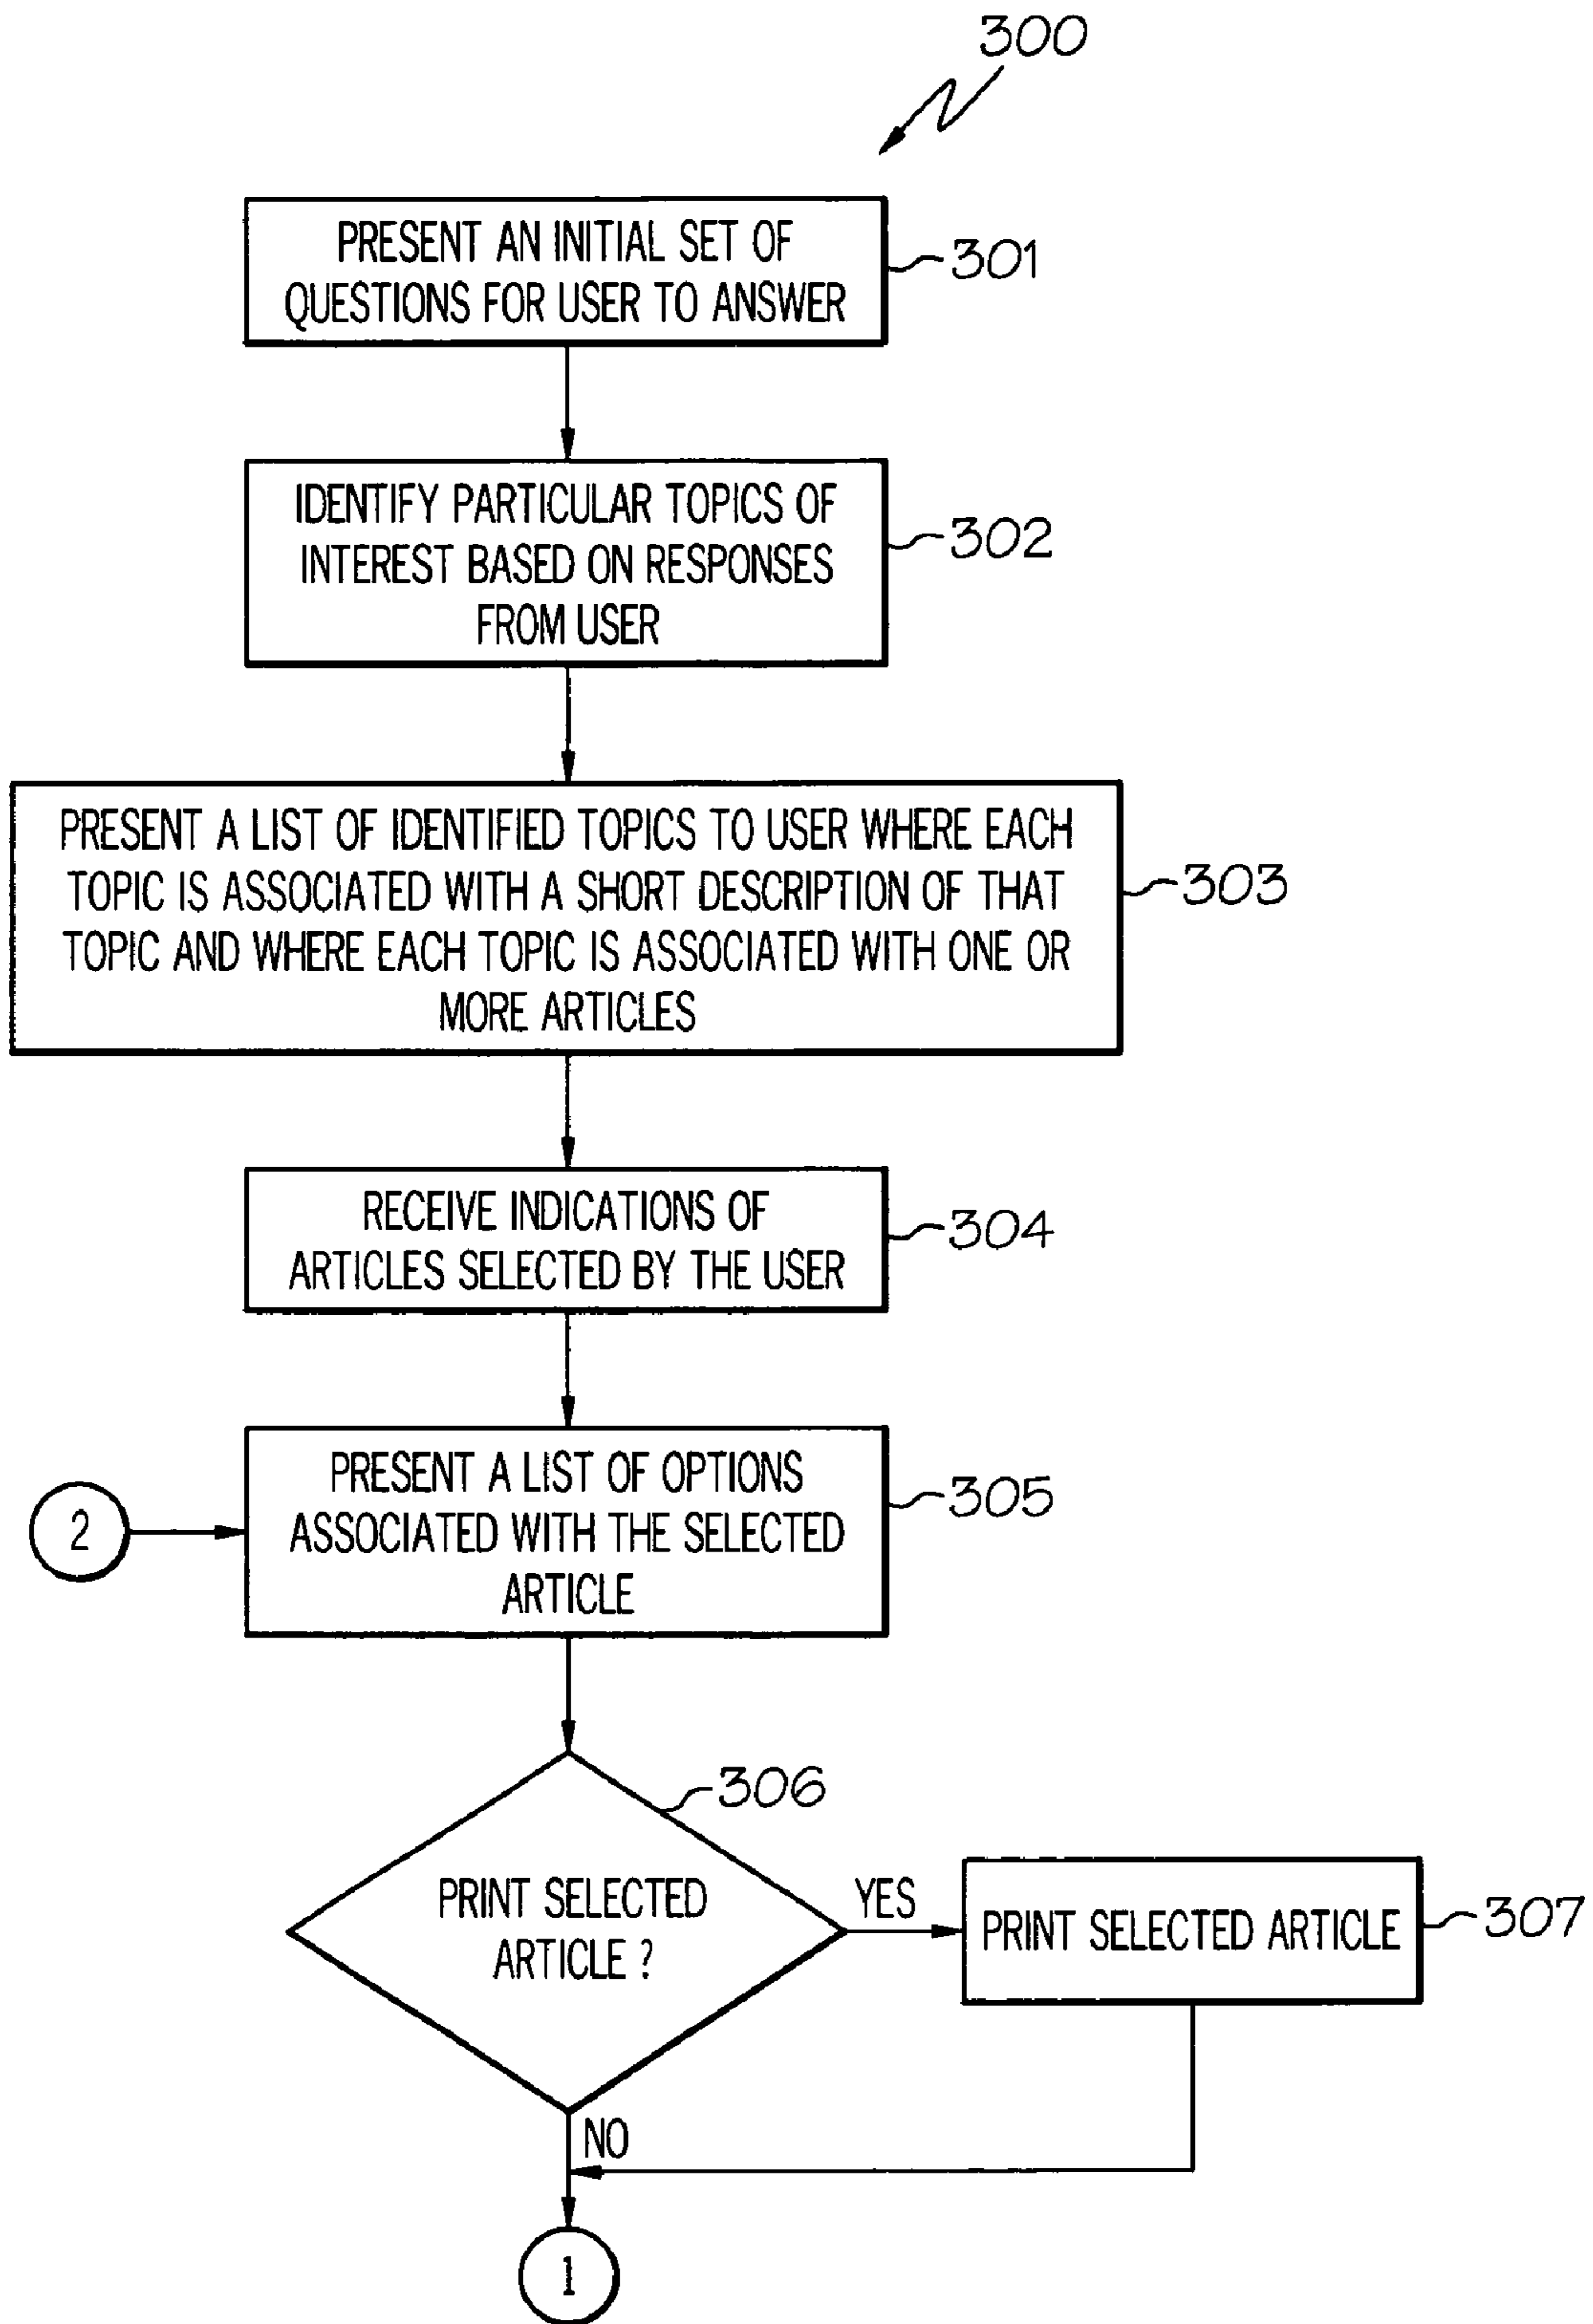 300
PRESENT AN INITIAL SET OF
QUESTIONS FOR USER TO ANSWER
301
IDENTIFY PARTICULAR TOPICS OF
INTEREST BASED ON RESPONSES
FROM USER
302
PRESENT A LIST OF IDENTIFIED TOPICS TO USER WHERE EACH
TOPIC IS ASSOCIATED WITH A SHORT DESCRIPTION OF THAT
TOPIC AND WHERE EACH TOPIC IS ASSOCIATED WITH ONE OR
MORE ARTICLES
303
RECEIVE INDICATIONS OF
ARTICLES SELECTED BY THE USER
304
2
PRESENT A LIST OF OPTIONS
ASSOCIATED WITH THE SELECTED
ARTICLE
305
306
PRINT SELECTED
ARTICLE ?
YES
PRINT SELECTED ARTICLE
307
NO
1